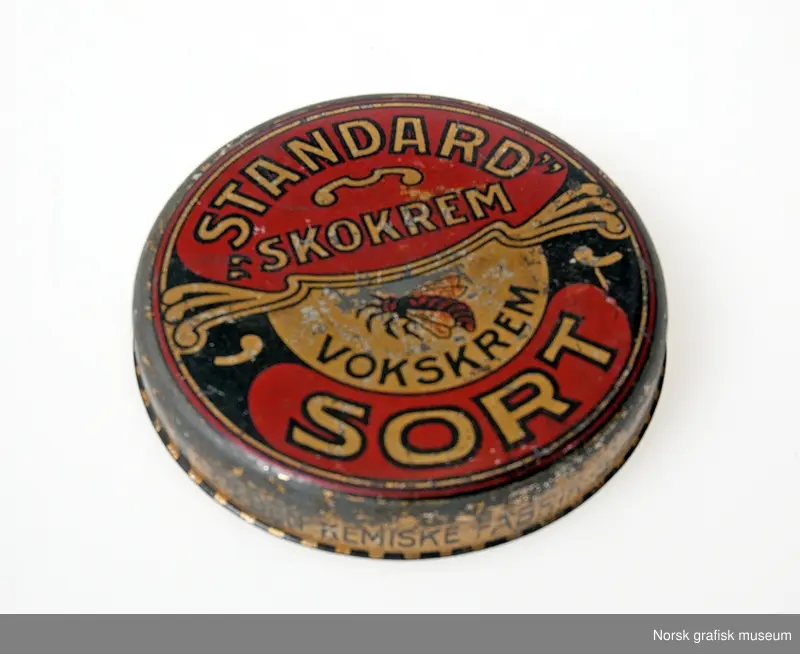 „STANDARD”
„SKOKREM
VOKSKREM
SORT
KEMISKE
Norsk grafisk museum